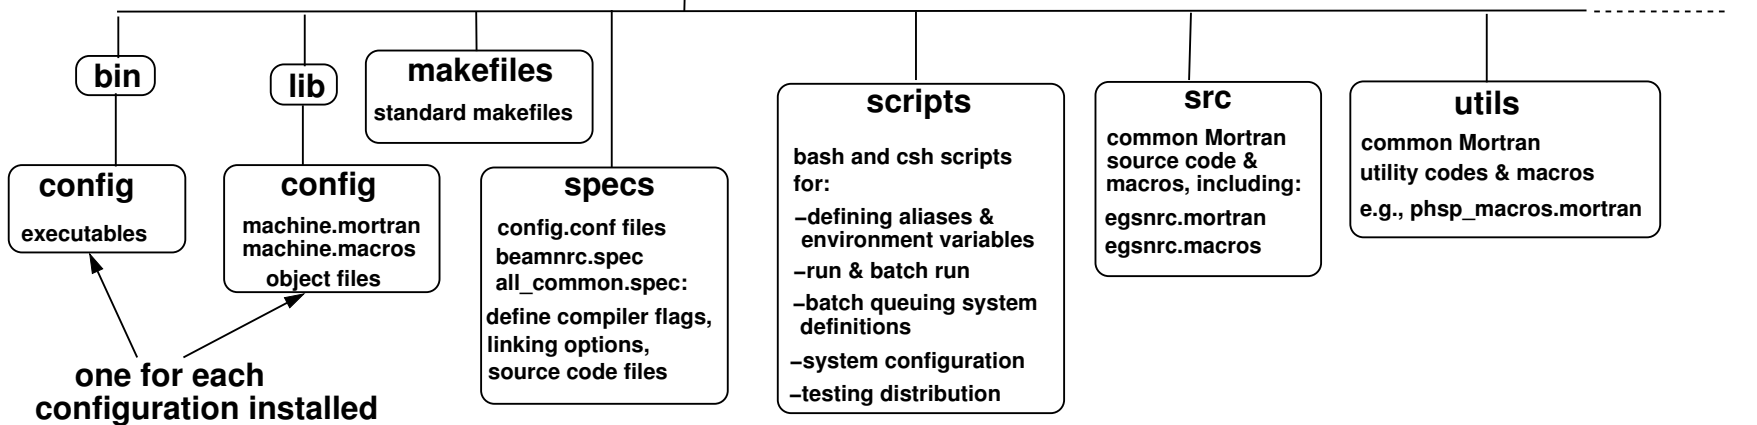 bin
config
executables
lib
config
machine.mortran
machine.macros
object files
one for each
configuration installed
makefiles
standard makefiles
specs
config.conf files
beamnrc.spec
all_common.spec:
define compiler flags,
linking options,
source code files
scripts
bash and csh scripts
for:
−defining aliases &
environment variables
−run & batch run
−batch queuing system
definitions
−system configuration
−testing distribution
src
common Mortran
source code &
macros, including:
egsnrc.mortran
egsnrc.macros
utils
common Mortran
utility codes & macros
e.g., phsp_macros.mortran